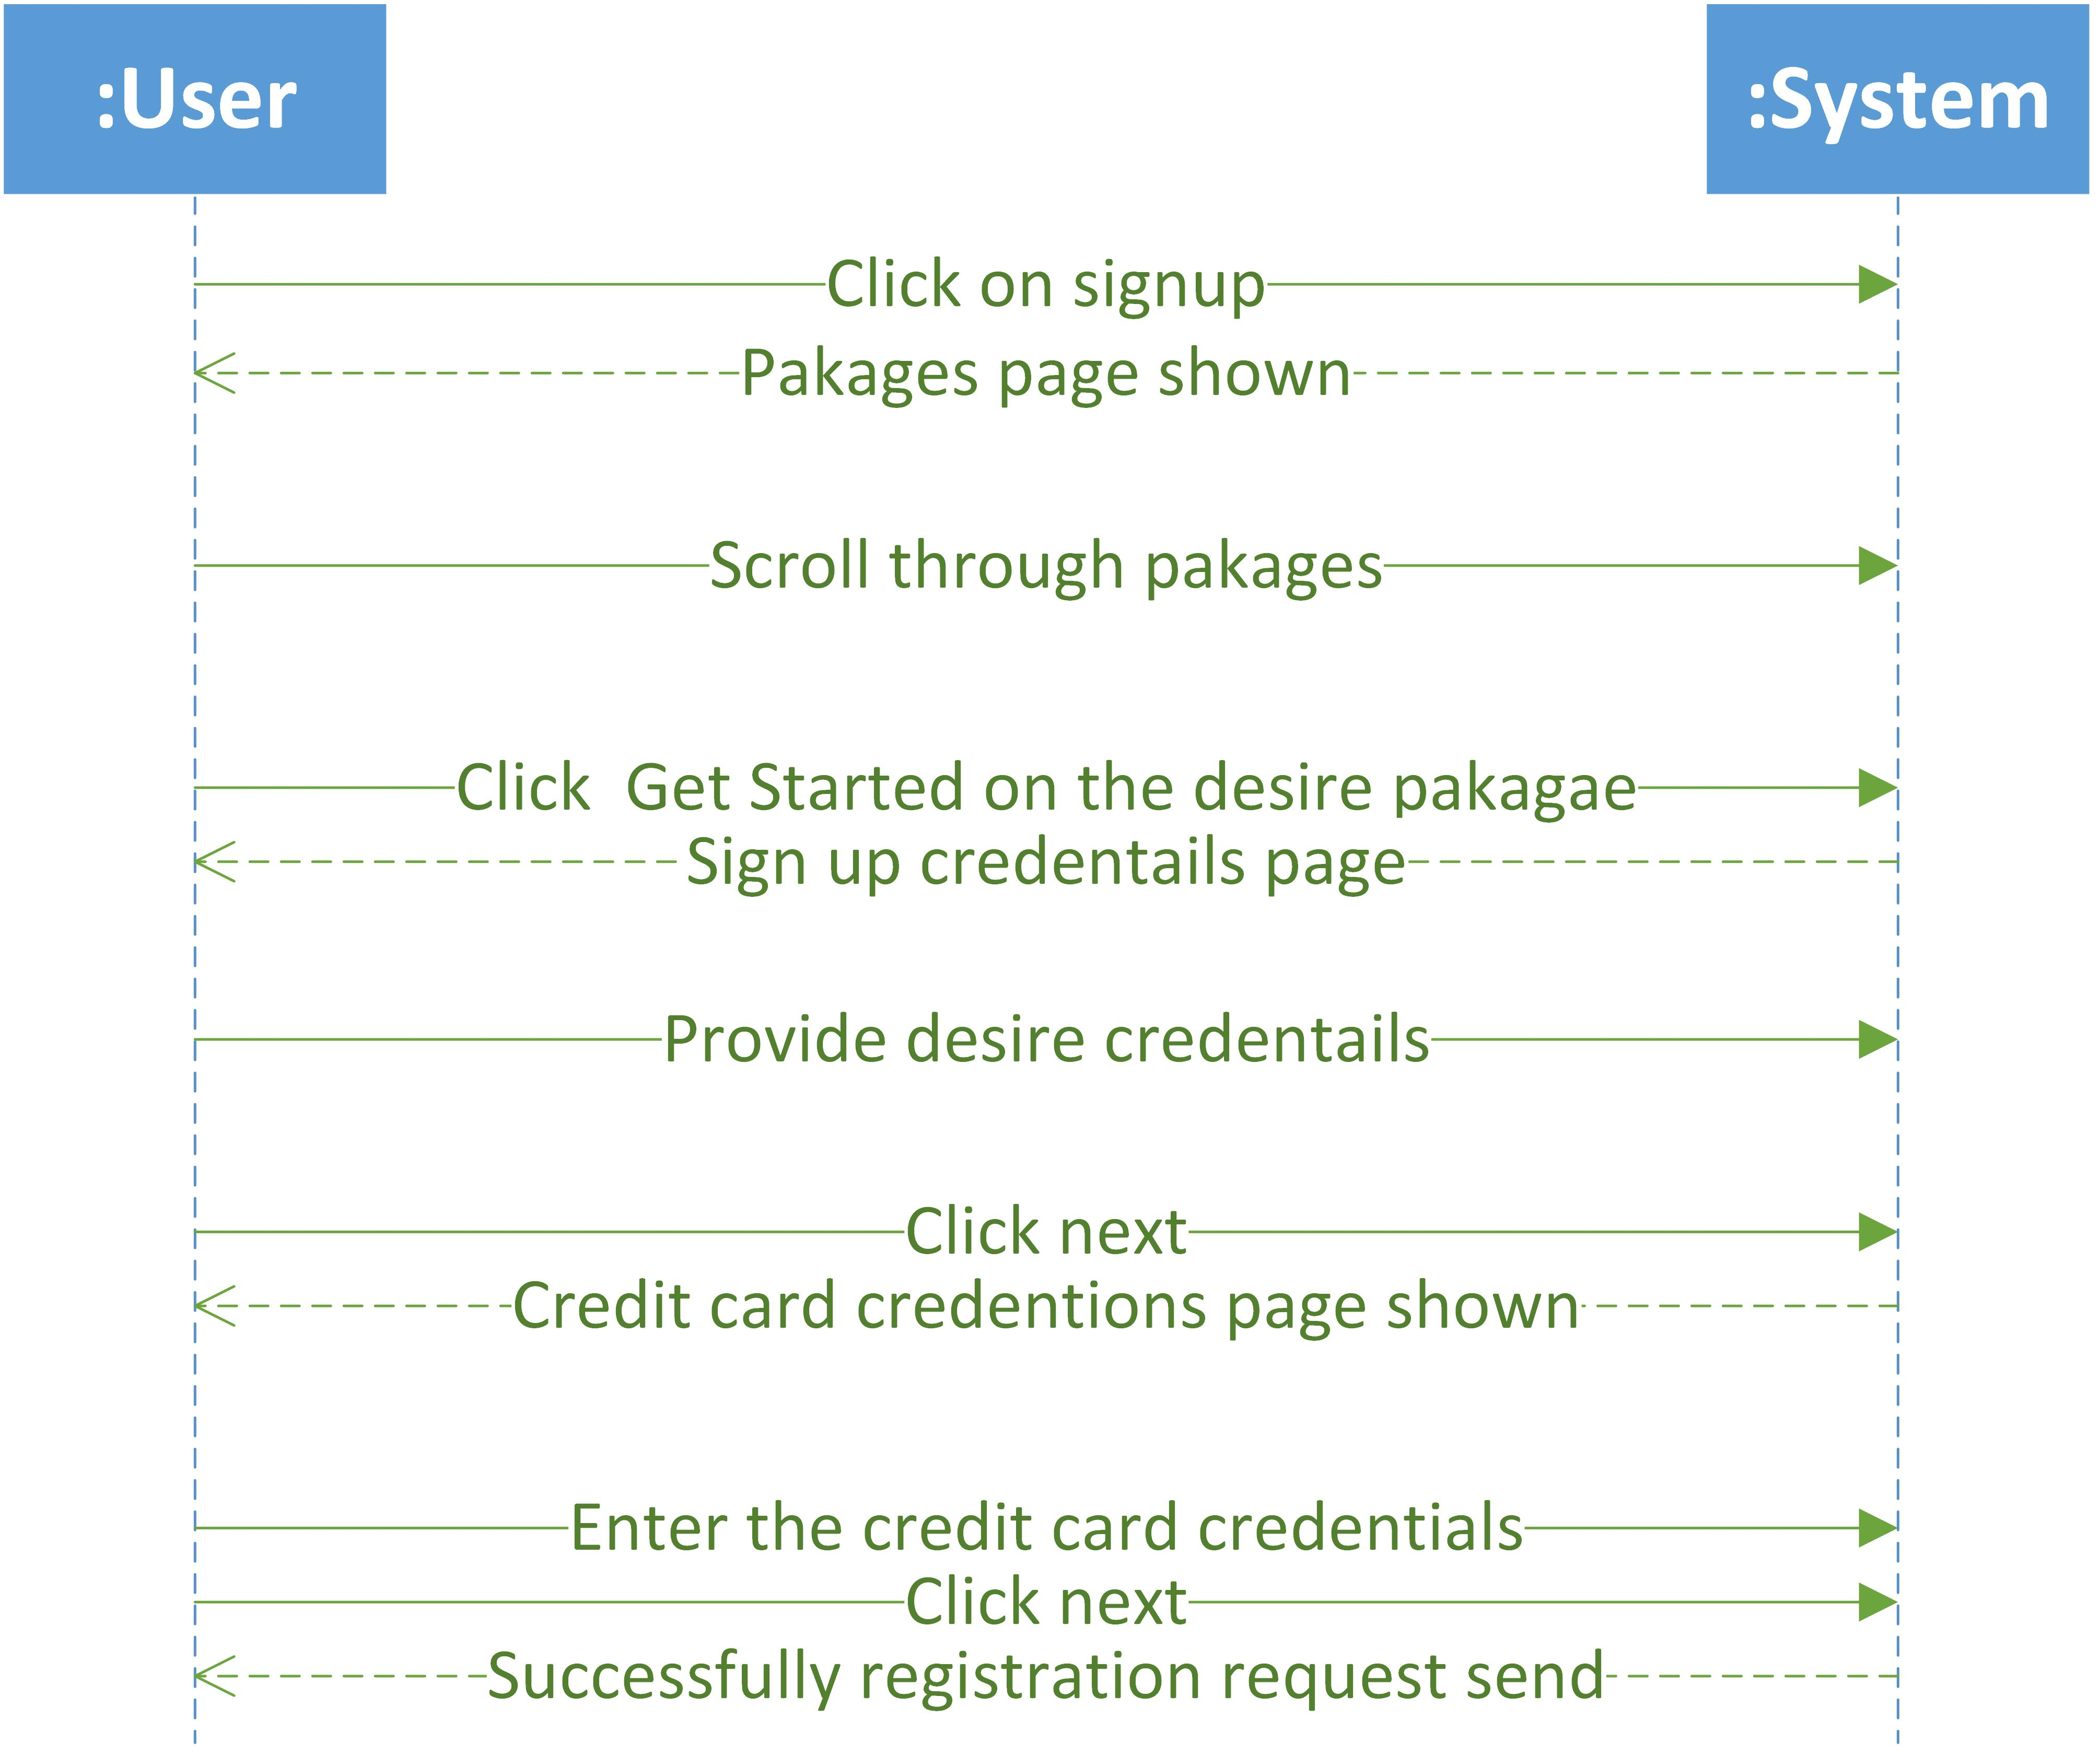 :User
:System
Click on signup
Pakages page shown
Scroll through pakages
Click  Get Started on the desire pakagae
Sign up credentails page
Provide desire credentails
Click next
Credit card credentions page shown
Enter the credit card credentials
Click next
Successfully registration request send